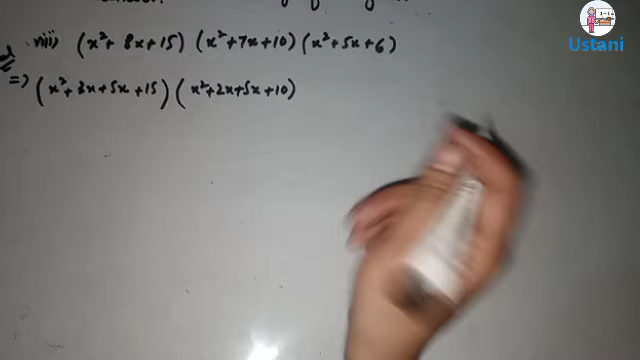 viii) (x²+ 8x+15) (x²+7x+10) (x²+5x+6)
=> (x²+3x+5x+15) (x²+2x+5x+10)
Ustani